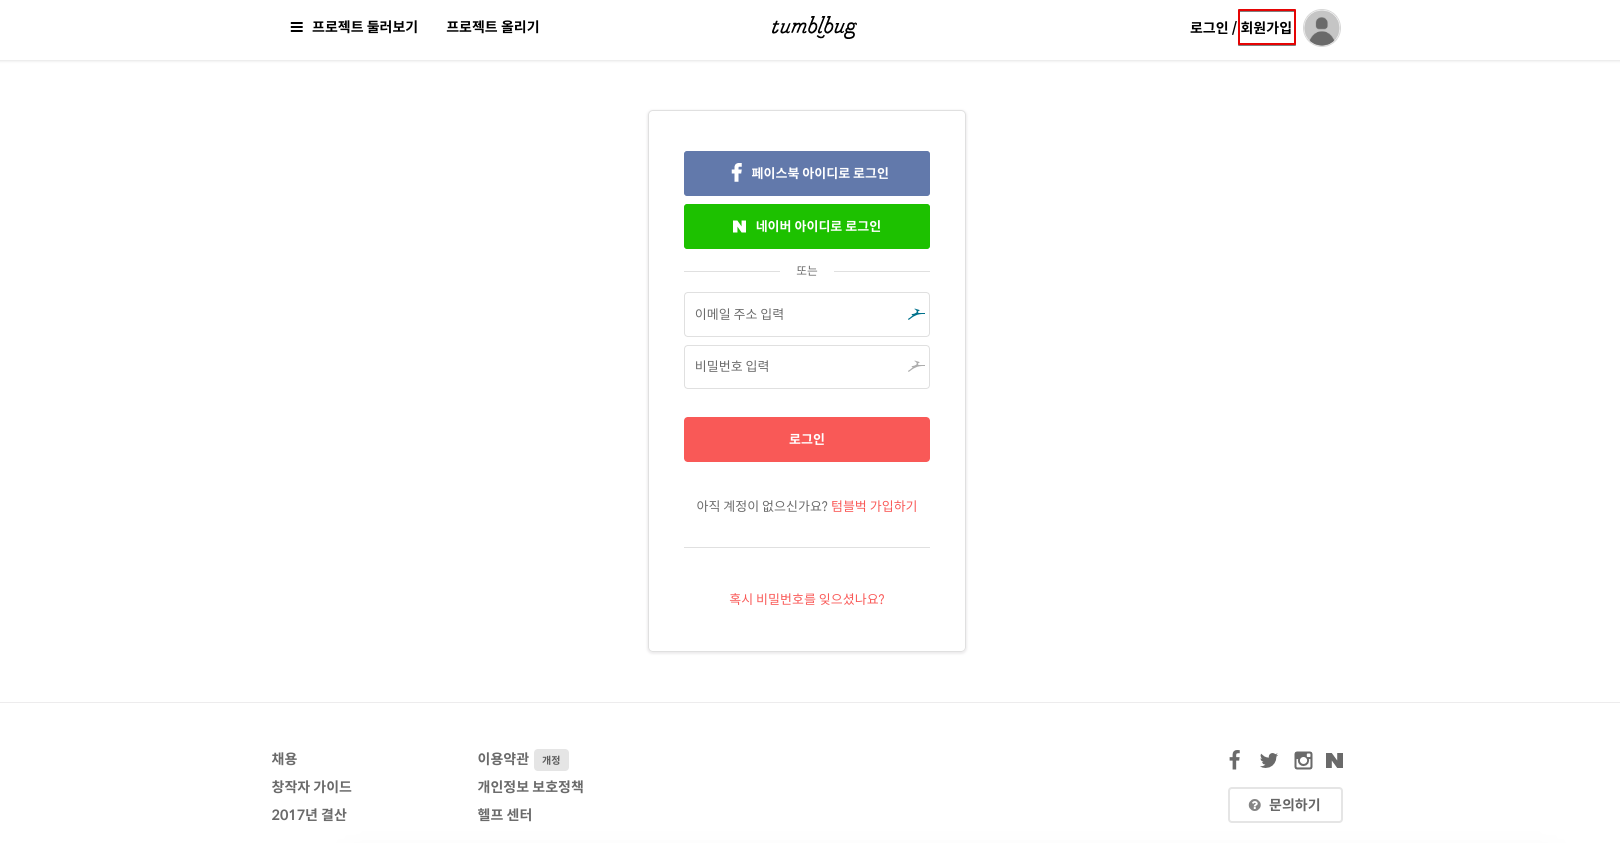 프로젝트 둘러보기 프로젝트 올리기 tumblbug 로그인 / 회원가입
페이스북 아이디로 로그인
네이버 아이디로 로그인
또는
이메일 주소 입력
비밀번호 입력
로그인
아직 계정이 없으신가요? 텀블벅 가입하기
혹시 비밀번호를 잊으셨나요?
채용
창작자 가이드
2017년 결산
이용약관 개정
개인정보 보호정책
헬프 센터
문의하기